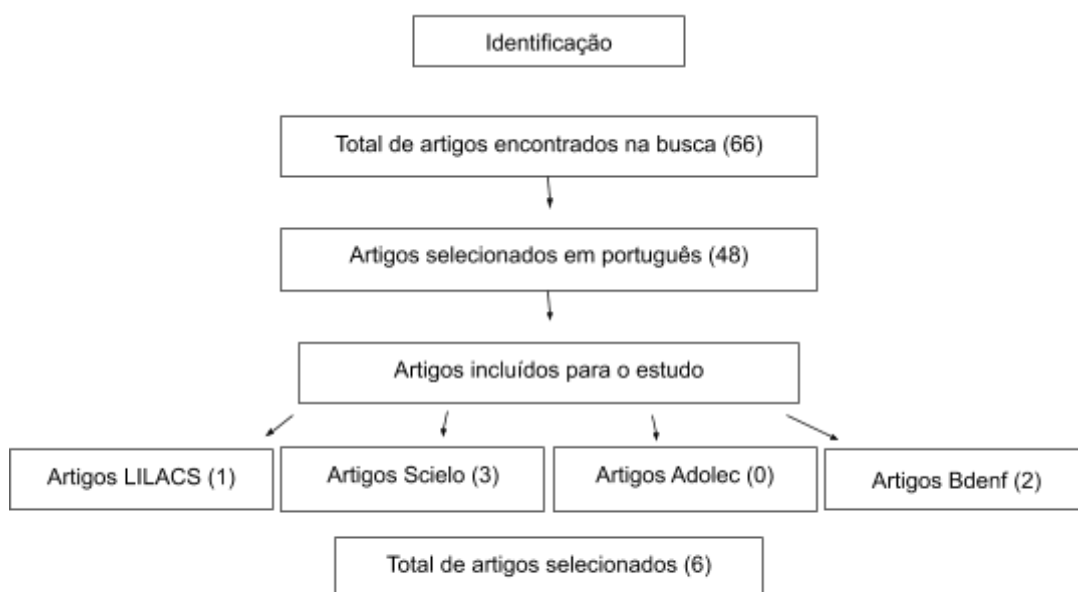 Identificação
Total de artigos encontrados na busca (66)
Artigos selecionados em português (48)
Artigos incluídos para o estudo
Artigos LILACS (1)
Artigos Scielo (3)
Artigos Adolec (0)
Artigos Bdenf (2)
Total de artigos selecionados (6)